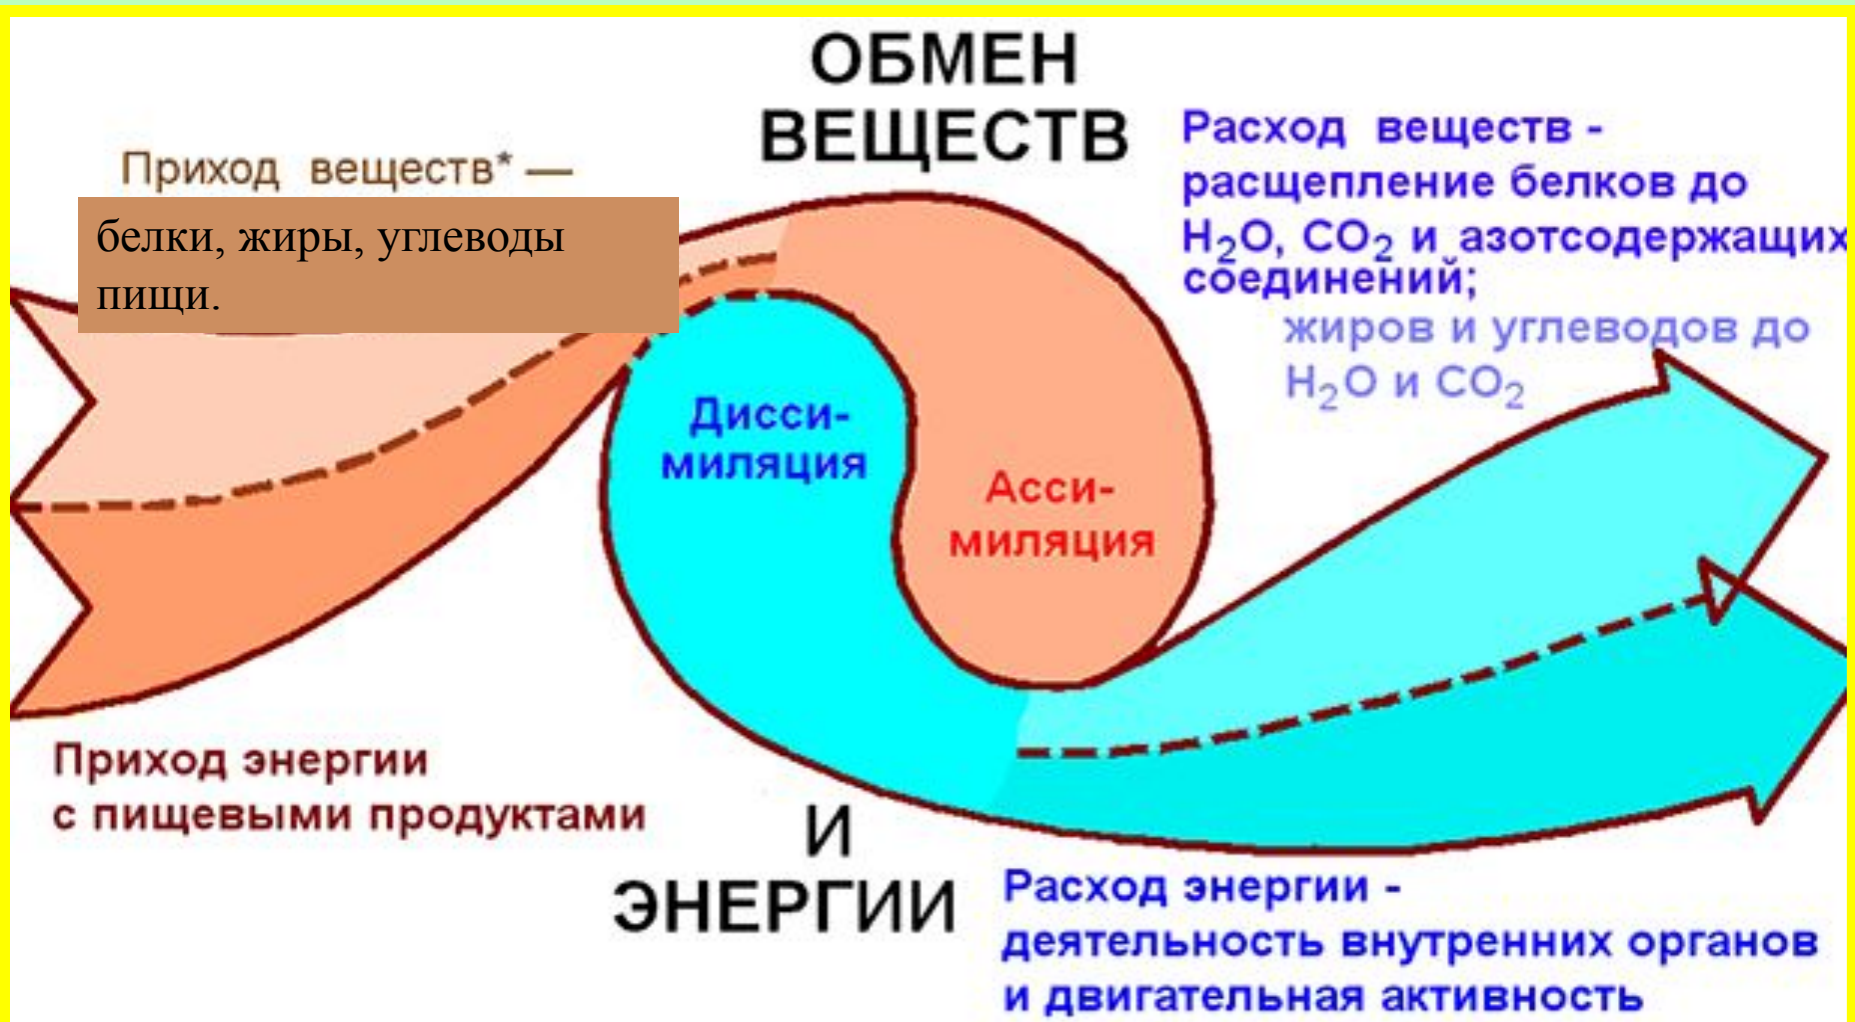 ОБМЕН
ВЕЩЕСТВ
Приход веществ* —
белки, жиры, углеводы
пищи.
Расход веществ -
расщепление белков до
H₂O, CO₂ и азотсодержащих
соединений;
жиров и углеводов до
H₂O и CO₂
Дисси-
миляция
Асси-
миляция
Приход энергии
с пищевыми продуктами
И
ЭНЕРГИИ
Расход энергии -
деятельность внутренних органов
и двигательная активность